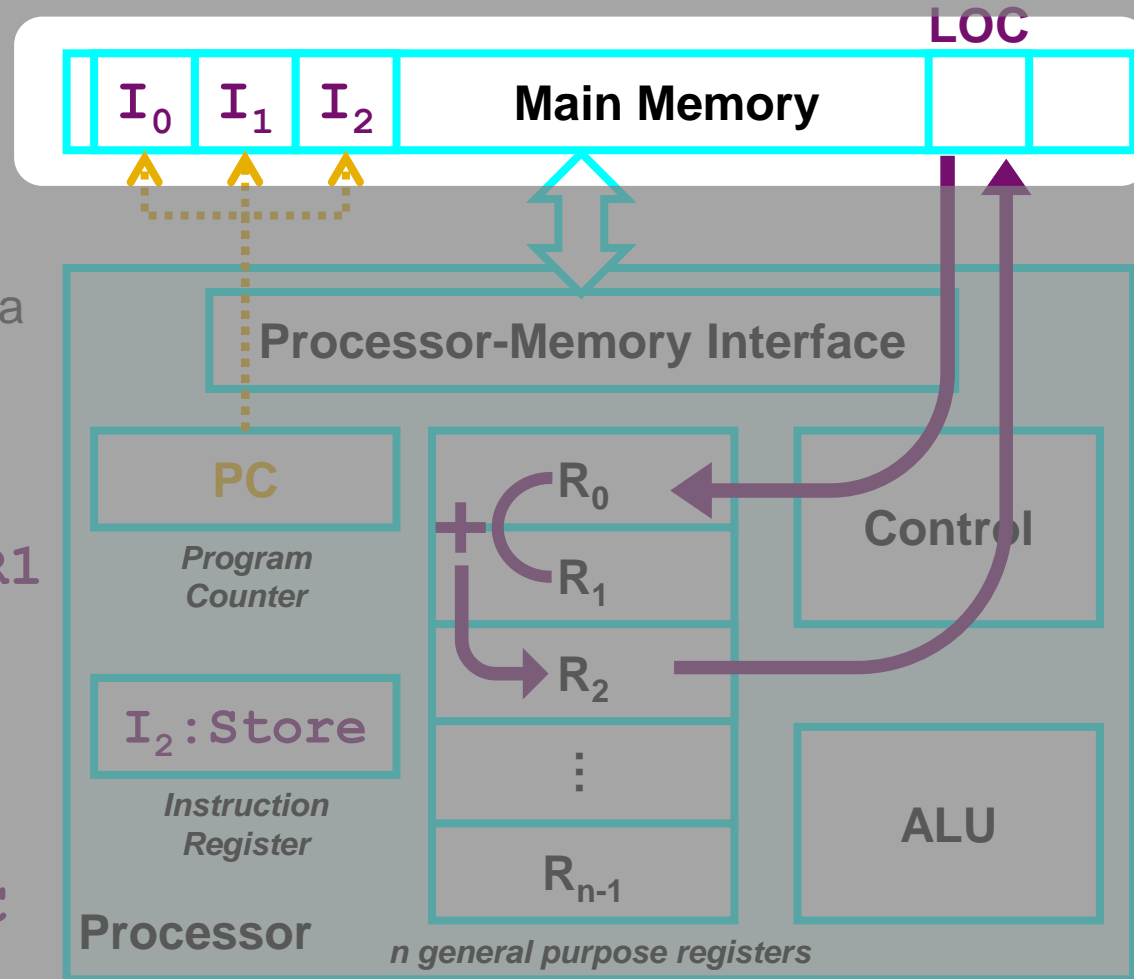 LOC
I₀ I₁ I₂ Main Memory
a
Processor-Memory Interface
PC
R₀
Control
+
Program
Counter
R1
R₁
R₂
I₂:Store
⋮
Instruction
Register
ALU
Rₙ₋₁
Processor
n general purpose registers